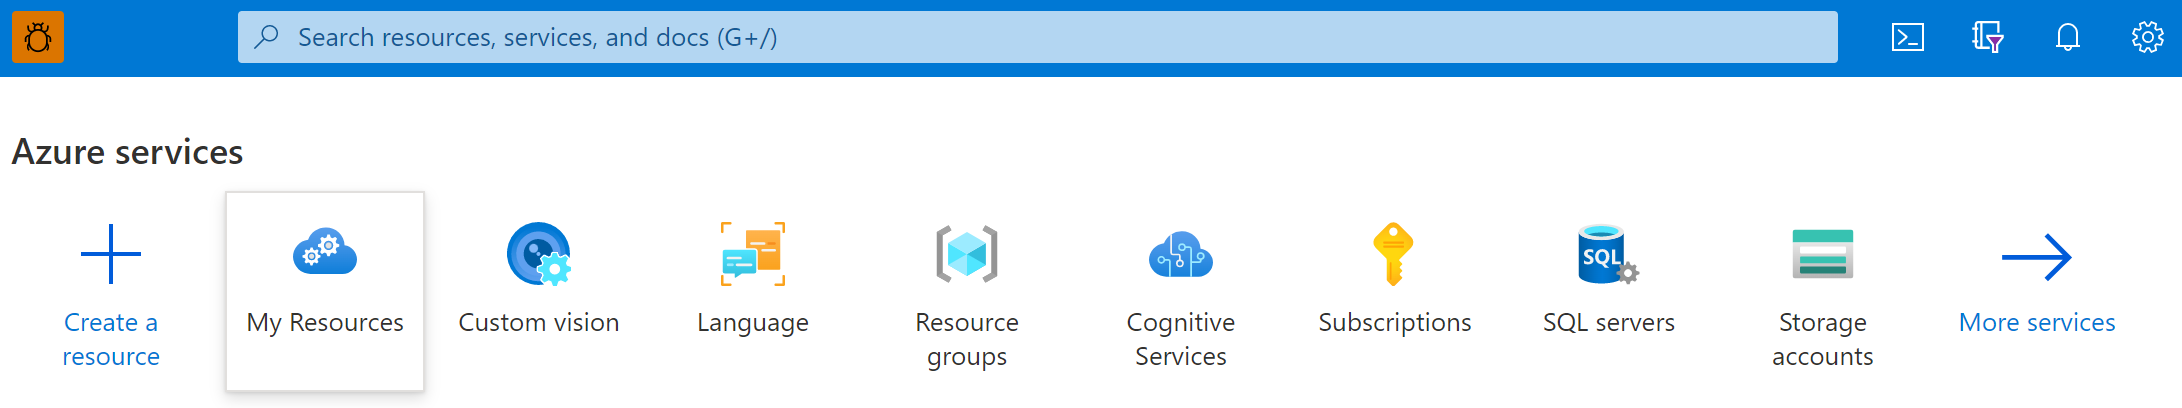 Search resources, services, and docs (G+/)
Azure services
Create a
resource
My Resources
Custom vision
Language
Resource
groups
Cognitive
Services
Subscriptions
SQL
SQL servers
Storage
accounts
More services